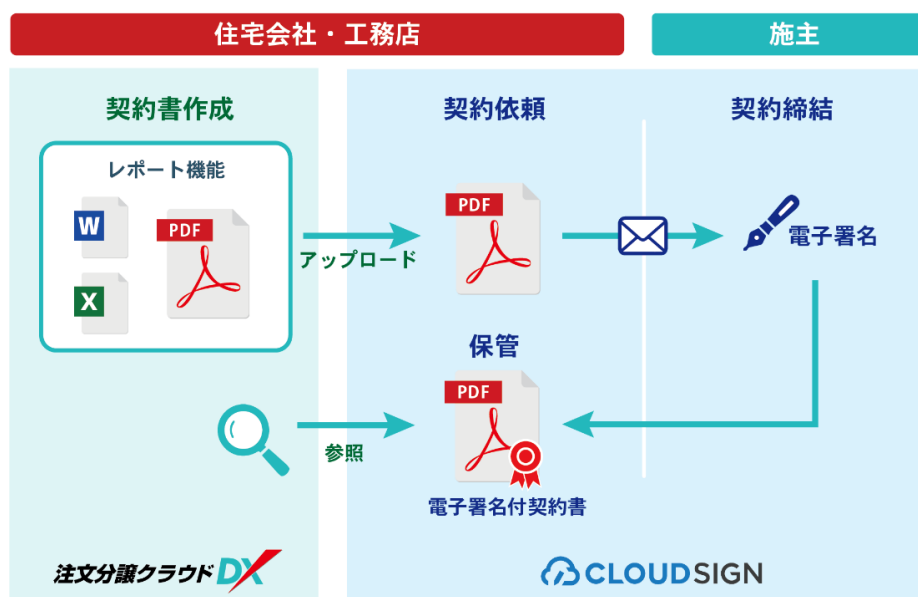 住宅会社・工務店
施主
契約書作成
契約依頼
契約締結
レポート機能
W
PDF
X
アップロード
PDF
電子署名
保管
PDF
参照
電子署名付契約書
注文分譲クラウドDX
CLOUDSIGN